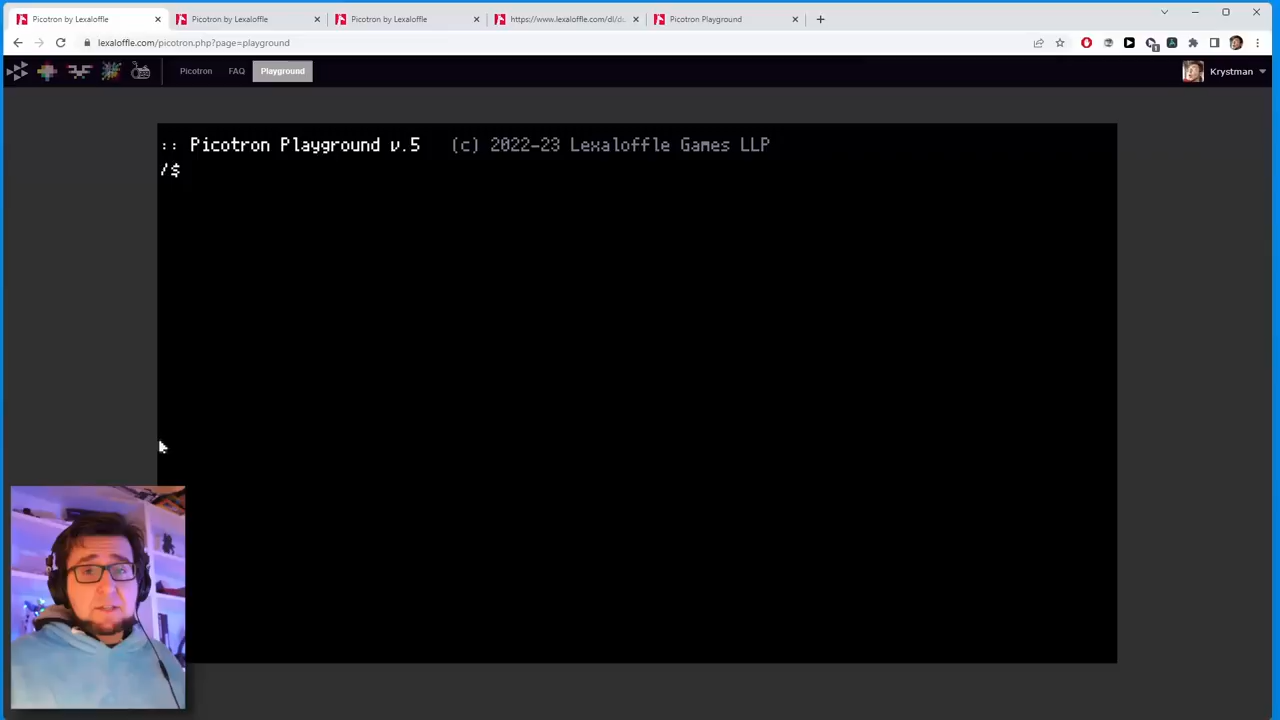 Picotron by Lexaloffle
Picotron by Lexaloffle
Picotron by Lexaloffle
https://www.lexaloffle.com/dl/d
Picotron Playground
lexaloffle.com/picotron.php?page=playground
Picotron
FAQ
Playground
Krystman
:: Picotron Playground v.5 (c) 2022-23 Lexaloffle Games LLP
/$